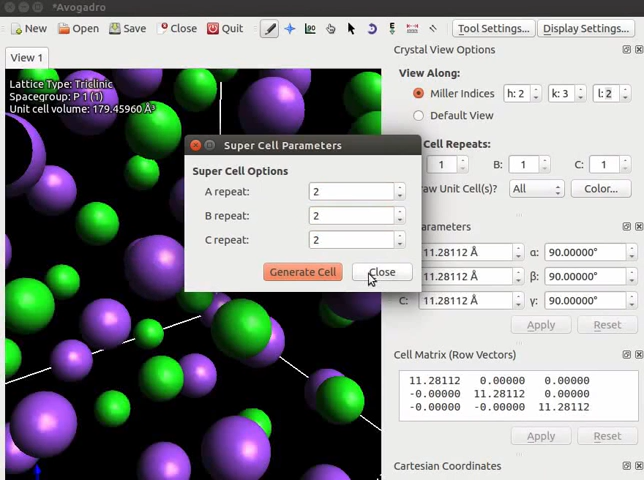 *Avogadro
New Open Save Close Quit Tool Settings... Display Settings...
View 1
Crystal View Options
Lattice Type: Triclinic
Spacegroup: P 1 (1)
Unit cell volume: 179.45960 Å³
View Along:
Miller Indices h: 2 k: 3 l: 2
Default View
Cell Repeats:
1 B: 1 C: 1
raw Unit Cell(s)? All Color...
Super Cell Parameters
Super Cell Options
A repeat: 2
B repeat: 2
C repeat: 2
Generate Cell Close
arameters
11.28112 Å α: 90.00000°
11.28112 Å β: 90.00000°
C: 11.28112 Å γ: 90.00000°
Apply Reset
Cell Matrix (Row Vectors)
11.28112 0.00000 0.00000
-0.00000 11.28112 0.00000
-0.00000 -0.00000 11.28112
Apply Reset
Cartesian Coordinates